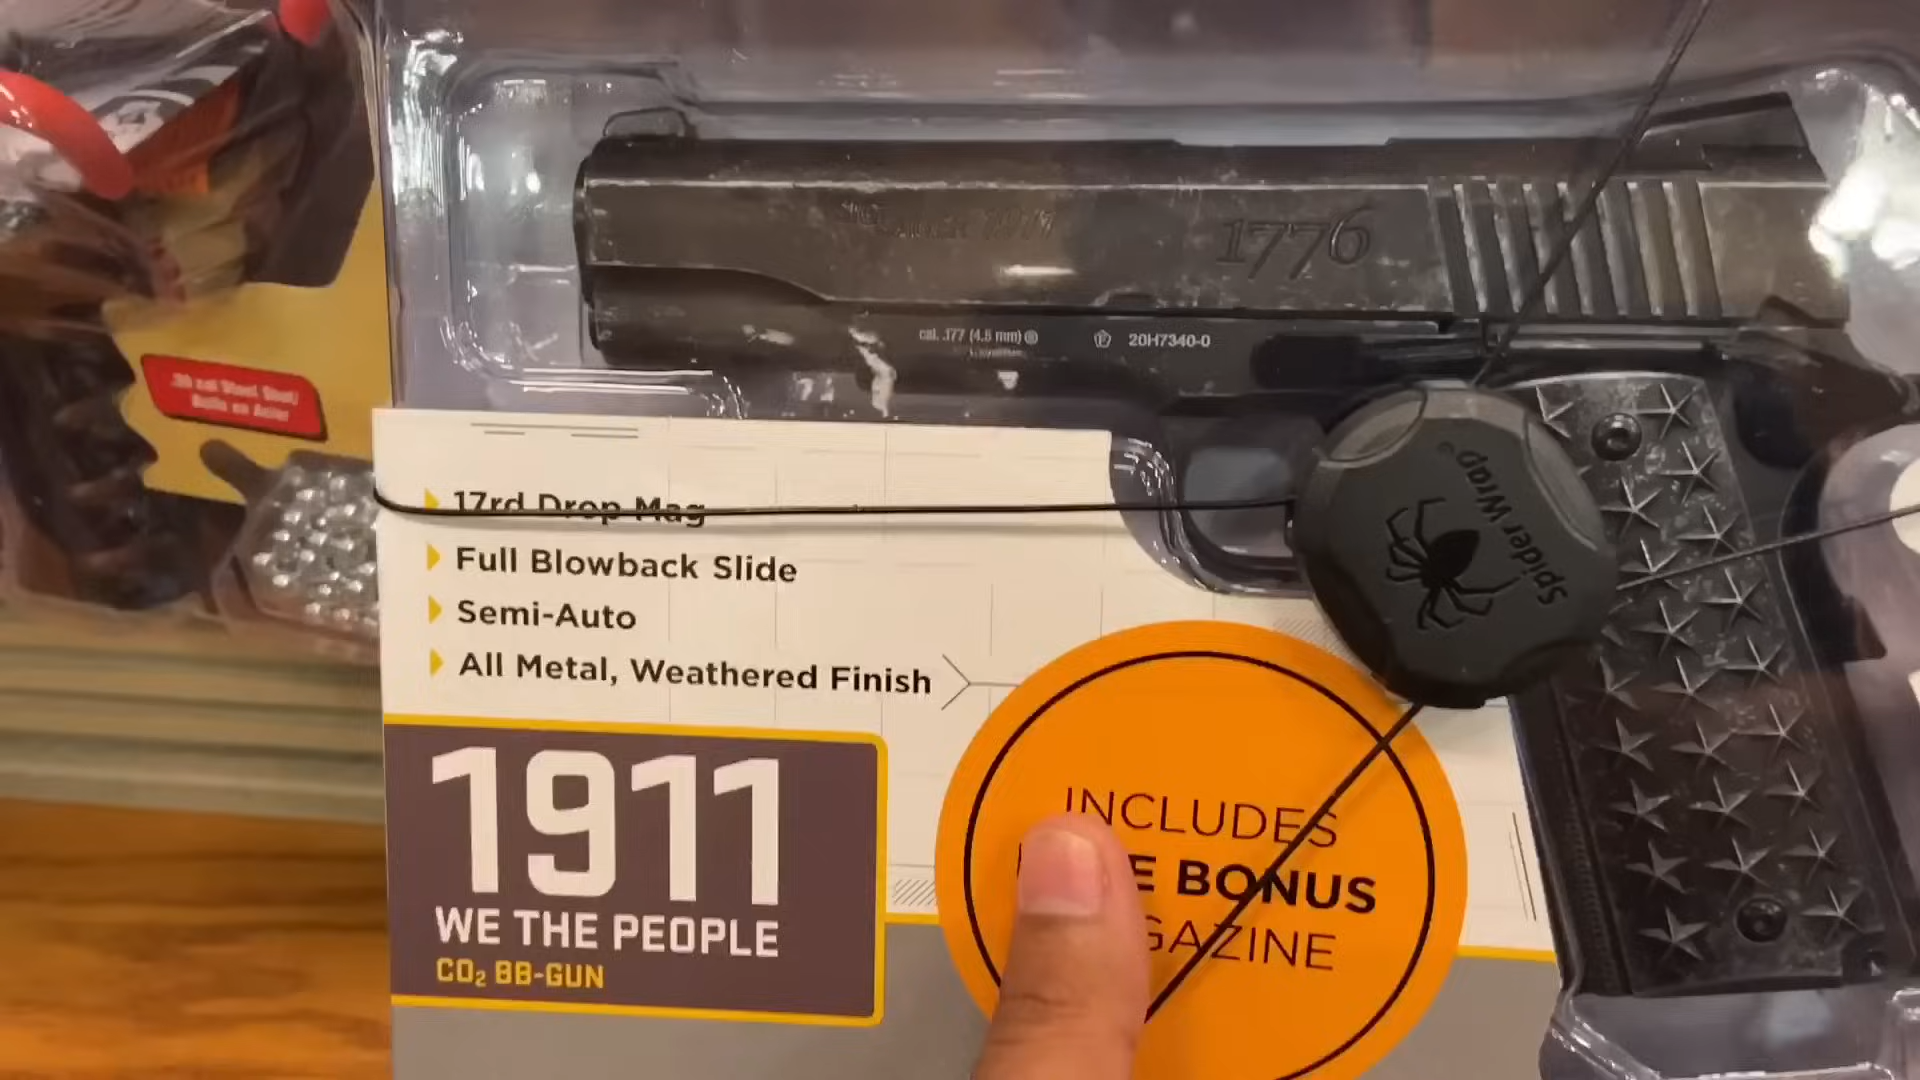 1776
cal. .177 (4.5 mm)
20H7340-0
Spider Wrap
17rd Drop Mag
Full Blowback Slide
Semi-Auto
All Metal, Weathered Finish
1911
WE THE PEOPLE
CO₂ BB-GUN
INCLUDES
E BONUS
GAZINE